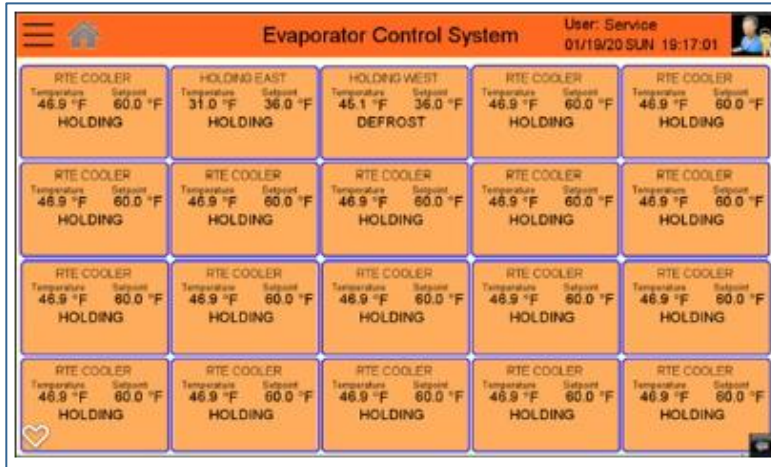 Evaporator Control System
User: Service
01/19/20 SUN 19:17:01
RTE COOLER HOLDING EAST HOLDING WEST RTE COOLER RTE COOLER
Temperature Setpoint Temperature Setpoint Temperature Setpoint Temperature Setpoint Temperature Setpoint
46.9 °F 60.0 °F 31.0 °F 36.0 °F 45.1 °F 36.0 °F 46.9 °F 60.0 °F 46.9 °F 60.0 °F
HOLDING HOLDING DEFROST HOLDING HOLDING
RTE COOLER RTE COOLER RTE COOLER RTE COOLER RTE COOLER
Temperature Setpoint Temperature Setpoint Temperature Setpoint Temperature Setpoint Temperature Setpoint
46.9 °F 60.0 °F 46.9 °F 60.0 °F 46.9 °F 60.0 °F 46.9 °F 60.0 °F 46.9 °F 60.0 °F
HOLDING HOLDING HOLDING HOLDING HOLDING
RTE COOLER RTE COOLER RTE COOLER RTE COOLER RTE COOLER
Temperature Setpoint Temperature Setpoint Temperature Setpoint Temperature Setpoint Temperature Setpoint
46.9 °F 60.0 °F 46.9 °F 60.0 °F 46.9 °F 60.0 °F 46.9 °F 60.0 °F 46.9 °F 60.0 °F
HOLDING HOLDING HOLDING HOLDING HOLDING
RTE COOLER RTE COOLER RTE COOLER RTE COOLER RTE COOLER
Temperature Setpoint Temperature Setpoint Temperature Setpoint Temperature Setpoint Temperature Setpoint
46.9 °F 60.0 °F 46.9 °F 60.0 °F 46.9 °F 60.0 °F 46.9 °F 60.0 °F 46.9 °F 60.0 °F
HOLDING HOLDING HOLDING HOLDING HOLDING